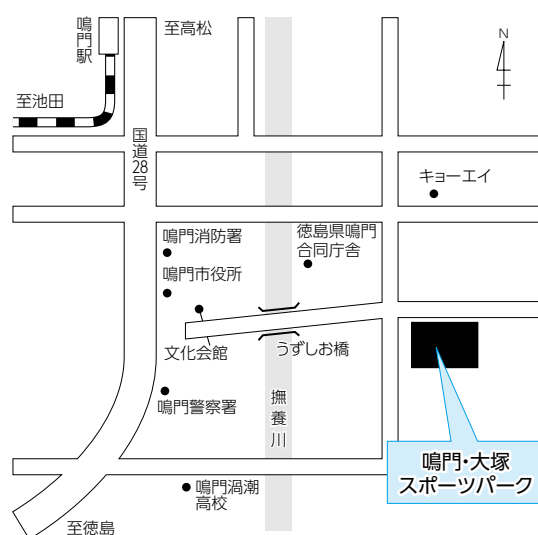 至高松
N
鳴門駅
至池田
国道28号
キョーエイ
鳴門消防署
徳島県鳴門
合同庁舎
鳴門市役所
文化会館
うずしお橋
鳴門警察署
撫養川
鳴門・大塚
スポーツパーク
鳴門渦潮
高校
至徳島